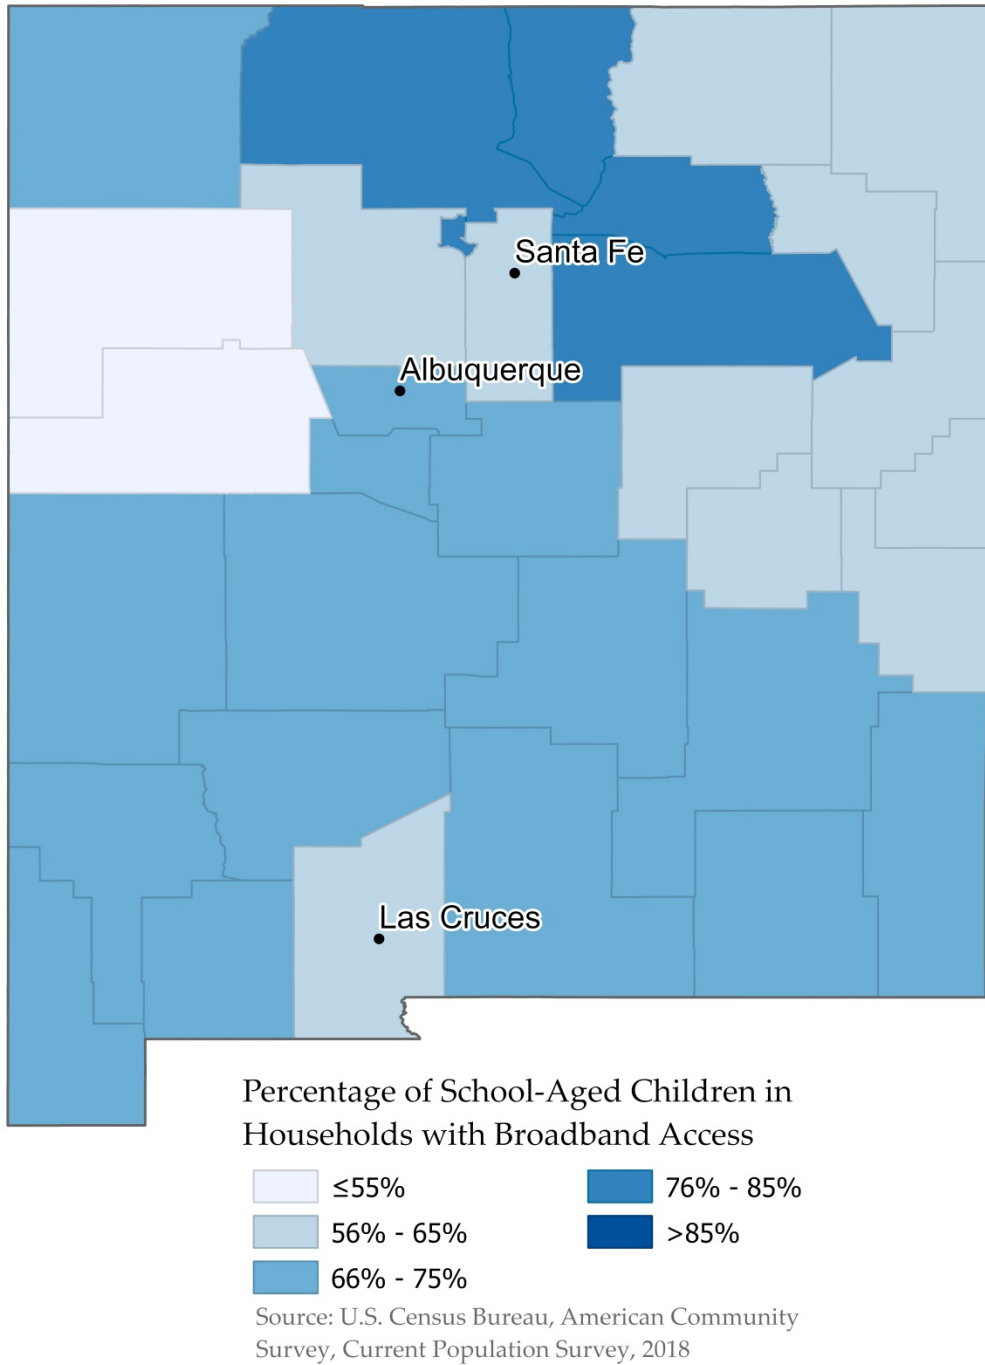 Santa Fe
Albuquerque
Las Cruces
Percentage of School-Aged Children in
Households with Broadband Access
≤55%
56% - 65%
66% - 75%
76% - 85%
>85%
Source: U.S. Census Bureau, American Community
Survey, Current Population Survey, 2018